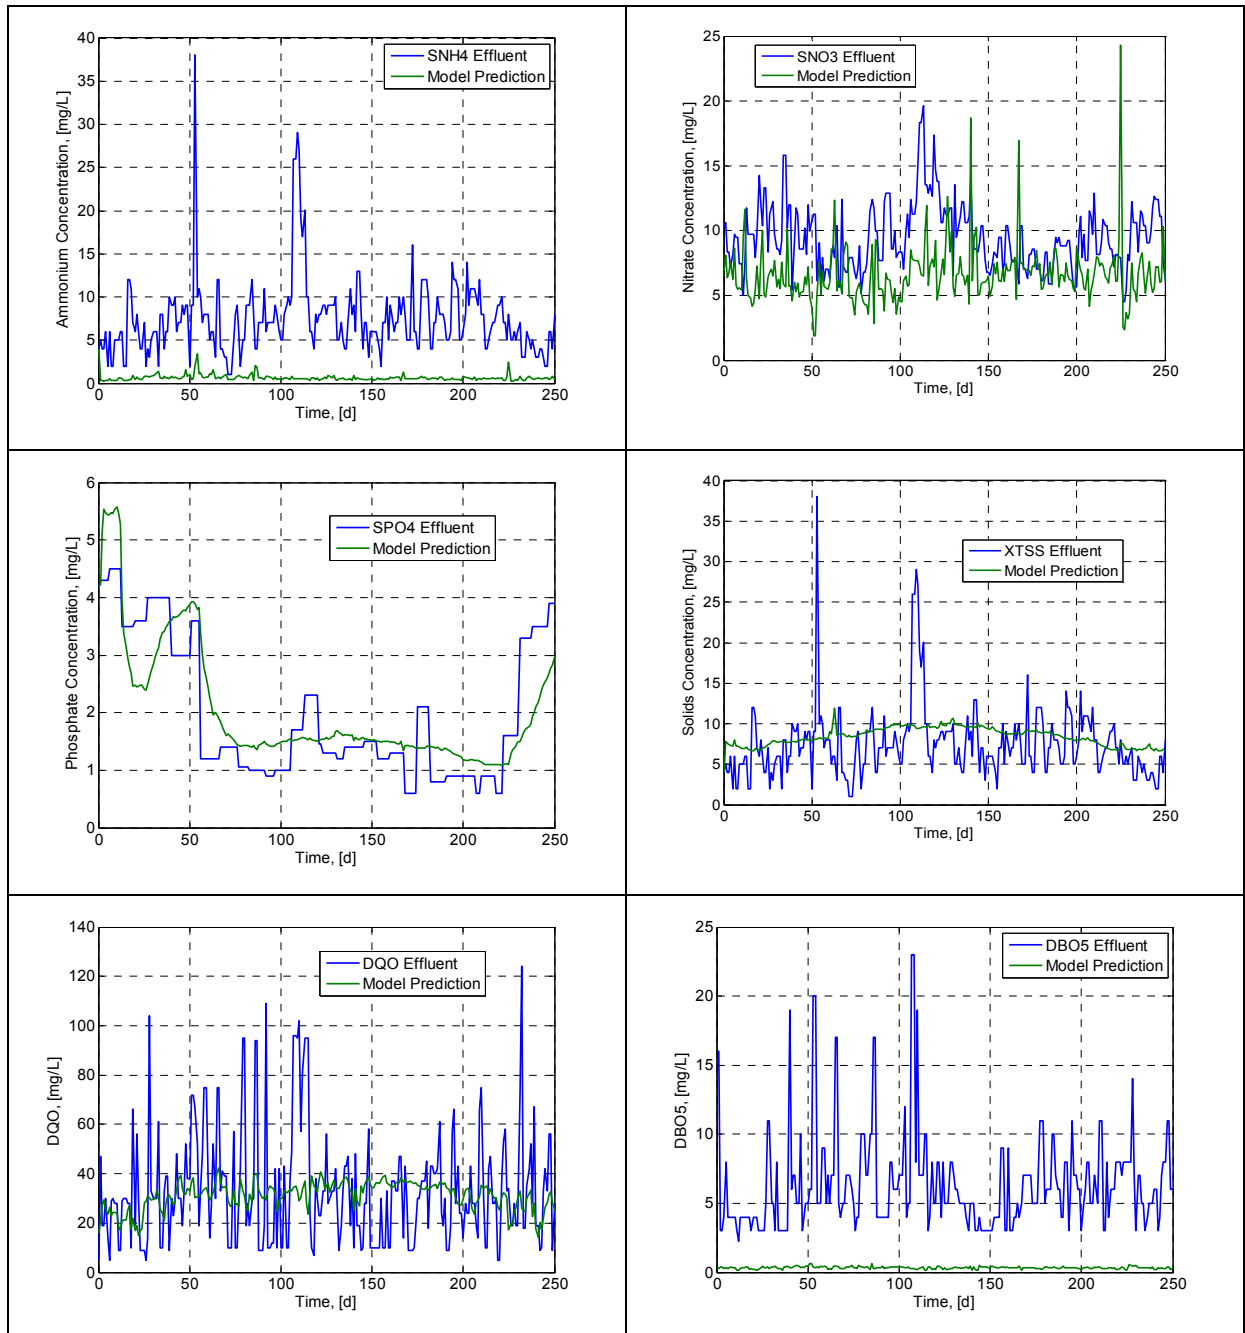 40
35
30
25
20
15
10
5
0
Ammonium Concentration, [mg/L]
SNH4 Effluent
Model Prediction
0 50 100 150 200 250
Time, [d]
25
20
15
10
5
0
Nitrate Concentration, [mg/L]
SNO3 Effluent
Model Prediction
0 50 100 150 200 250
Time, [d]
6
5
4
3
2
1
0
Phosphate Concentration, [mg/L]
SPO4 Effluent
Model Prediction
0 50 100 150 200 250
Time, [d]
40
35
30
25
20
15
10
5
0
Solids Concentration, [mg/L]
XTSS Effluent
Model Prediction
0 50 100 150 200 250
Time, [d]
140
120
100
80
60
40
20
0
DQO, [mg/L]
DQO Effluent
Model Prediction
0 50 100 150 200 250
Time, [d]
25
20
15
10
5
0
DBO5, [mg/L]
DBO5 Effluent
Model Prediction
0 50 100 150 200 250
Time, [d]